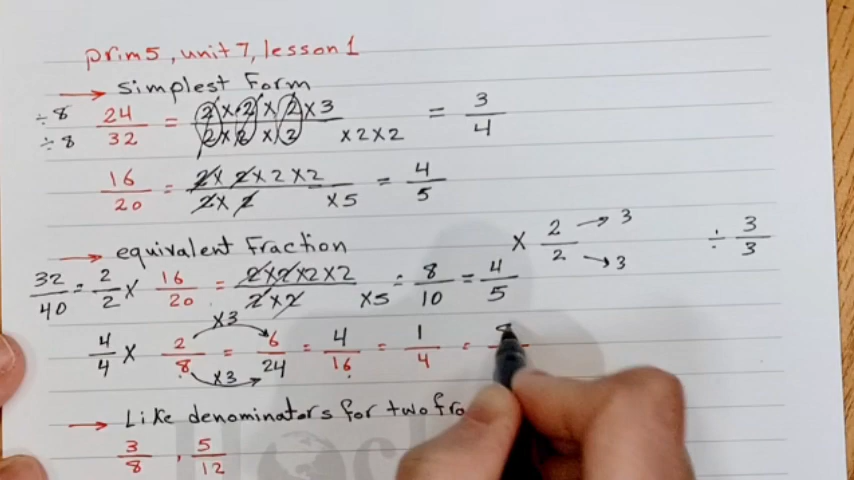 prim 5, unit 7, lesson 1
→ simplest Form
÷8 24/32 ÷8 = 2×2×2×3 / 2×2×2 ×2×2 = 3/4
16/20 = 2×2×2×2 / 2×2 ×5 = 4/5
→ equivalent Fraction × 2/2 → 3 → 3 ÷ 3/3
32/40 = 2/2 × 16/20 = 2×2×2×2 / 2×2 ×5 = 8/10 = 4/5
4/4 × 2/8 ×3 ×3 = 6/24 = 4/16 = 1/4 =
→ Like denominators for two
3/8 , 5/12